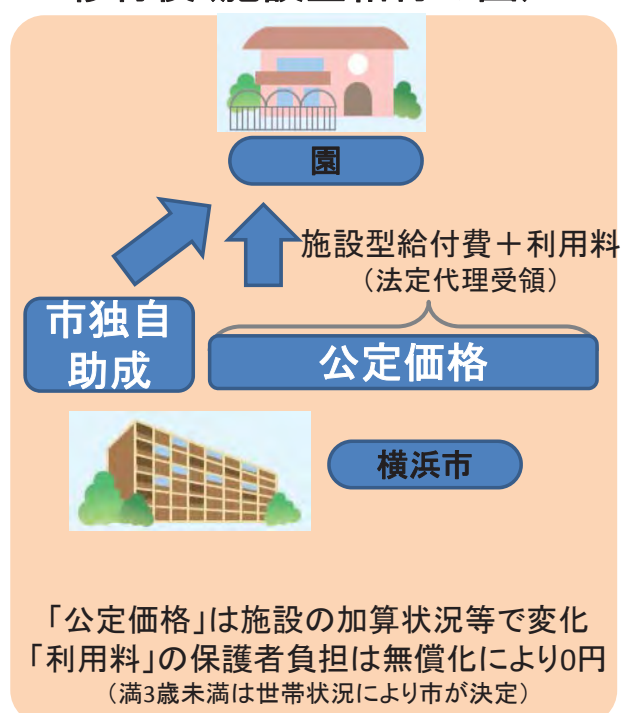 園
施設型給付費＋利用料
（法定代理受領）
市独自
助成
公定価格
横浜市
「公定価格」は施設の加算状況等で変化
「利用料」の保護者負担は無償化により0円
（満3歳未満は世帯状況により市が決定）